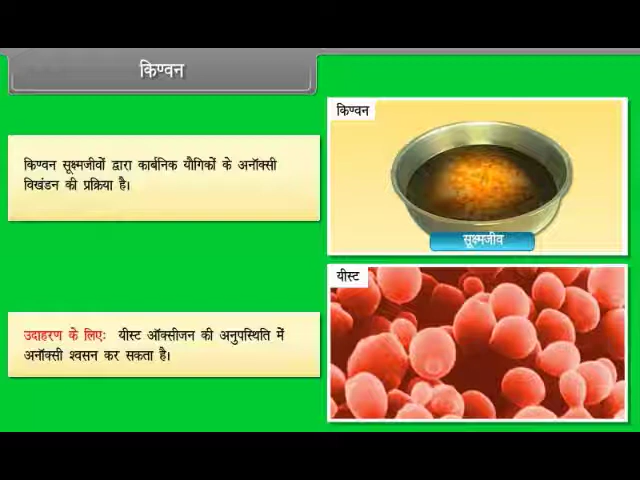 किण्वन
किण्वन सूक्ष्मजीवों द्वारा कार्बनिक यौगिकों के अनॉक्सी
विखंडन की प्रक्रिया है।
किण्वन
सूक्ष्मजीव
उदाहरण के लिएः यीस्ट ऑक्सीजन की अनुपस्थिति में
अनॉक्सी श्वसन कर सकता है।
यीस्ट